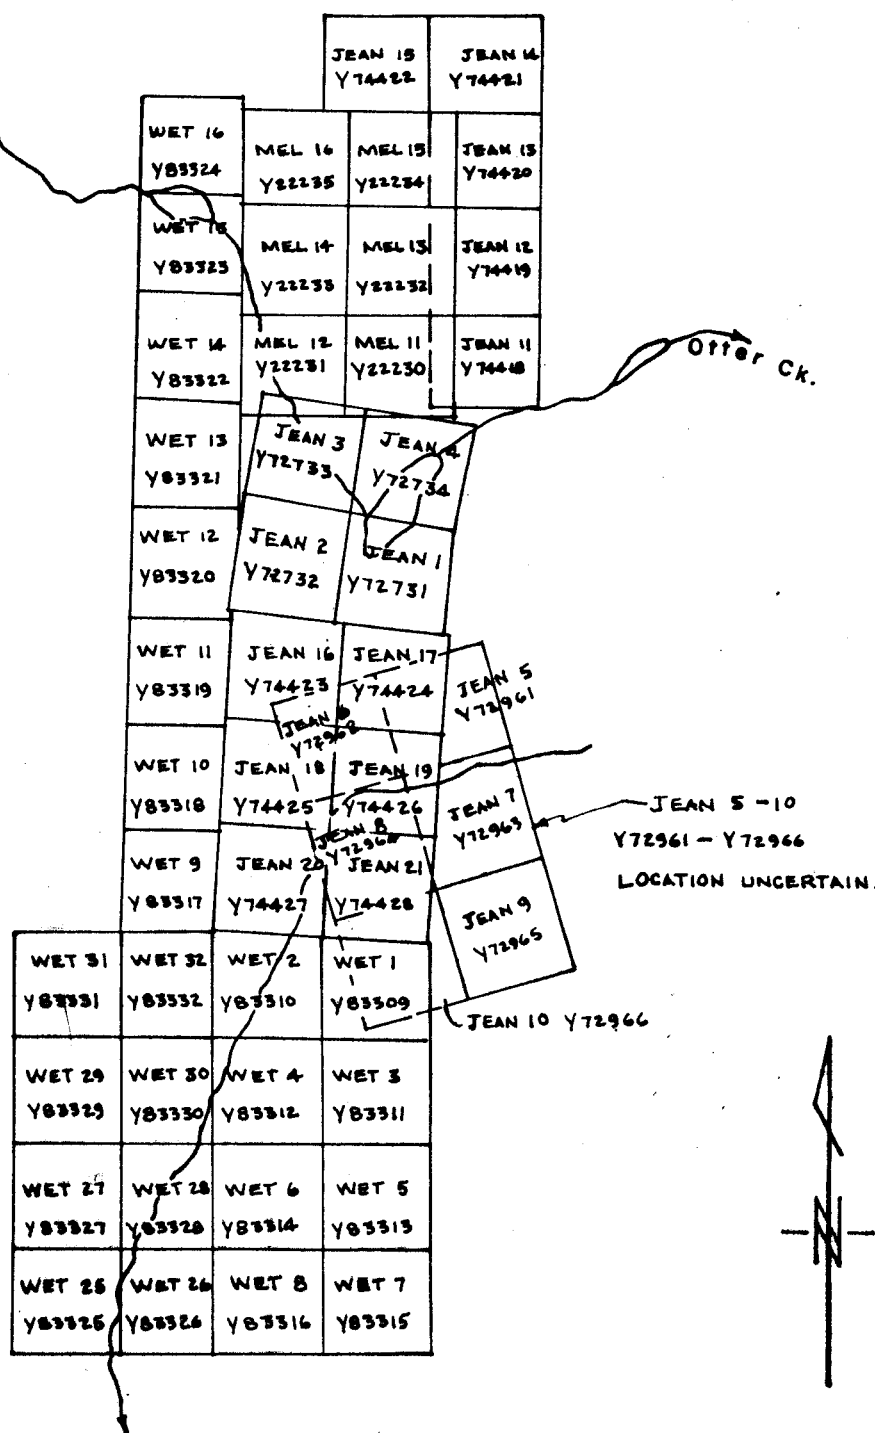 JEAN 15
Y74422
JEAN 14
Y74421
WET 16
Y83324
MEL 16
Y22235
MEL 15
Y22234
JEAN 13
Y74420
WET 15
Y83323
MEL 14
Y22233
MEL 13
Y22232
JEAN 12
Y74419
WET 14
Y83322
MEL 12
Y22231
MEL 11
Y22230
JEAN 11
Y74418
Otter Ck.
WET 13
Y83321
JEAN 3
Y72733
JEAN 4
Y72734
WET 12
Y83320
JEAN 2
Y72732
JEAN 1
Y72731
WET 11
Y83319
JEAN 16
Y74423
JEAN 17
Y74424
JEAN 5
Y72961
JEAN 6
Y72962
WET 10
Y83318
JEAN 18
Y74425
JEAN 19
Y74426
JEAN 7
Y72963
JEAN 5-10
Y72961 - Y72966
LOCATION UNCERTAIN.
JEAN 8
Y72964
WET 9
Y83317
JEAN 20
Y74427
JEAN 21
Y74428
JEAN 9
Y72965
WET 31
Y83331
WET 32
Y83332
WET 2
Y83310
WET 1
Y83309
JEAN 10 Y72966
WET 29
Y83329
WET 30
Y83330
WET 4
Y83312
WET 3
Y83311
WET 27
Y83327
WET 28
Y83328
WET 6
Y83314
WET 5
Y83313
WET 25
Y83325
WET 26
Y83326
WET 8
Y83316
WET 7
Y83315
N